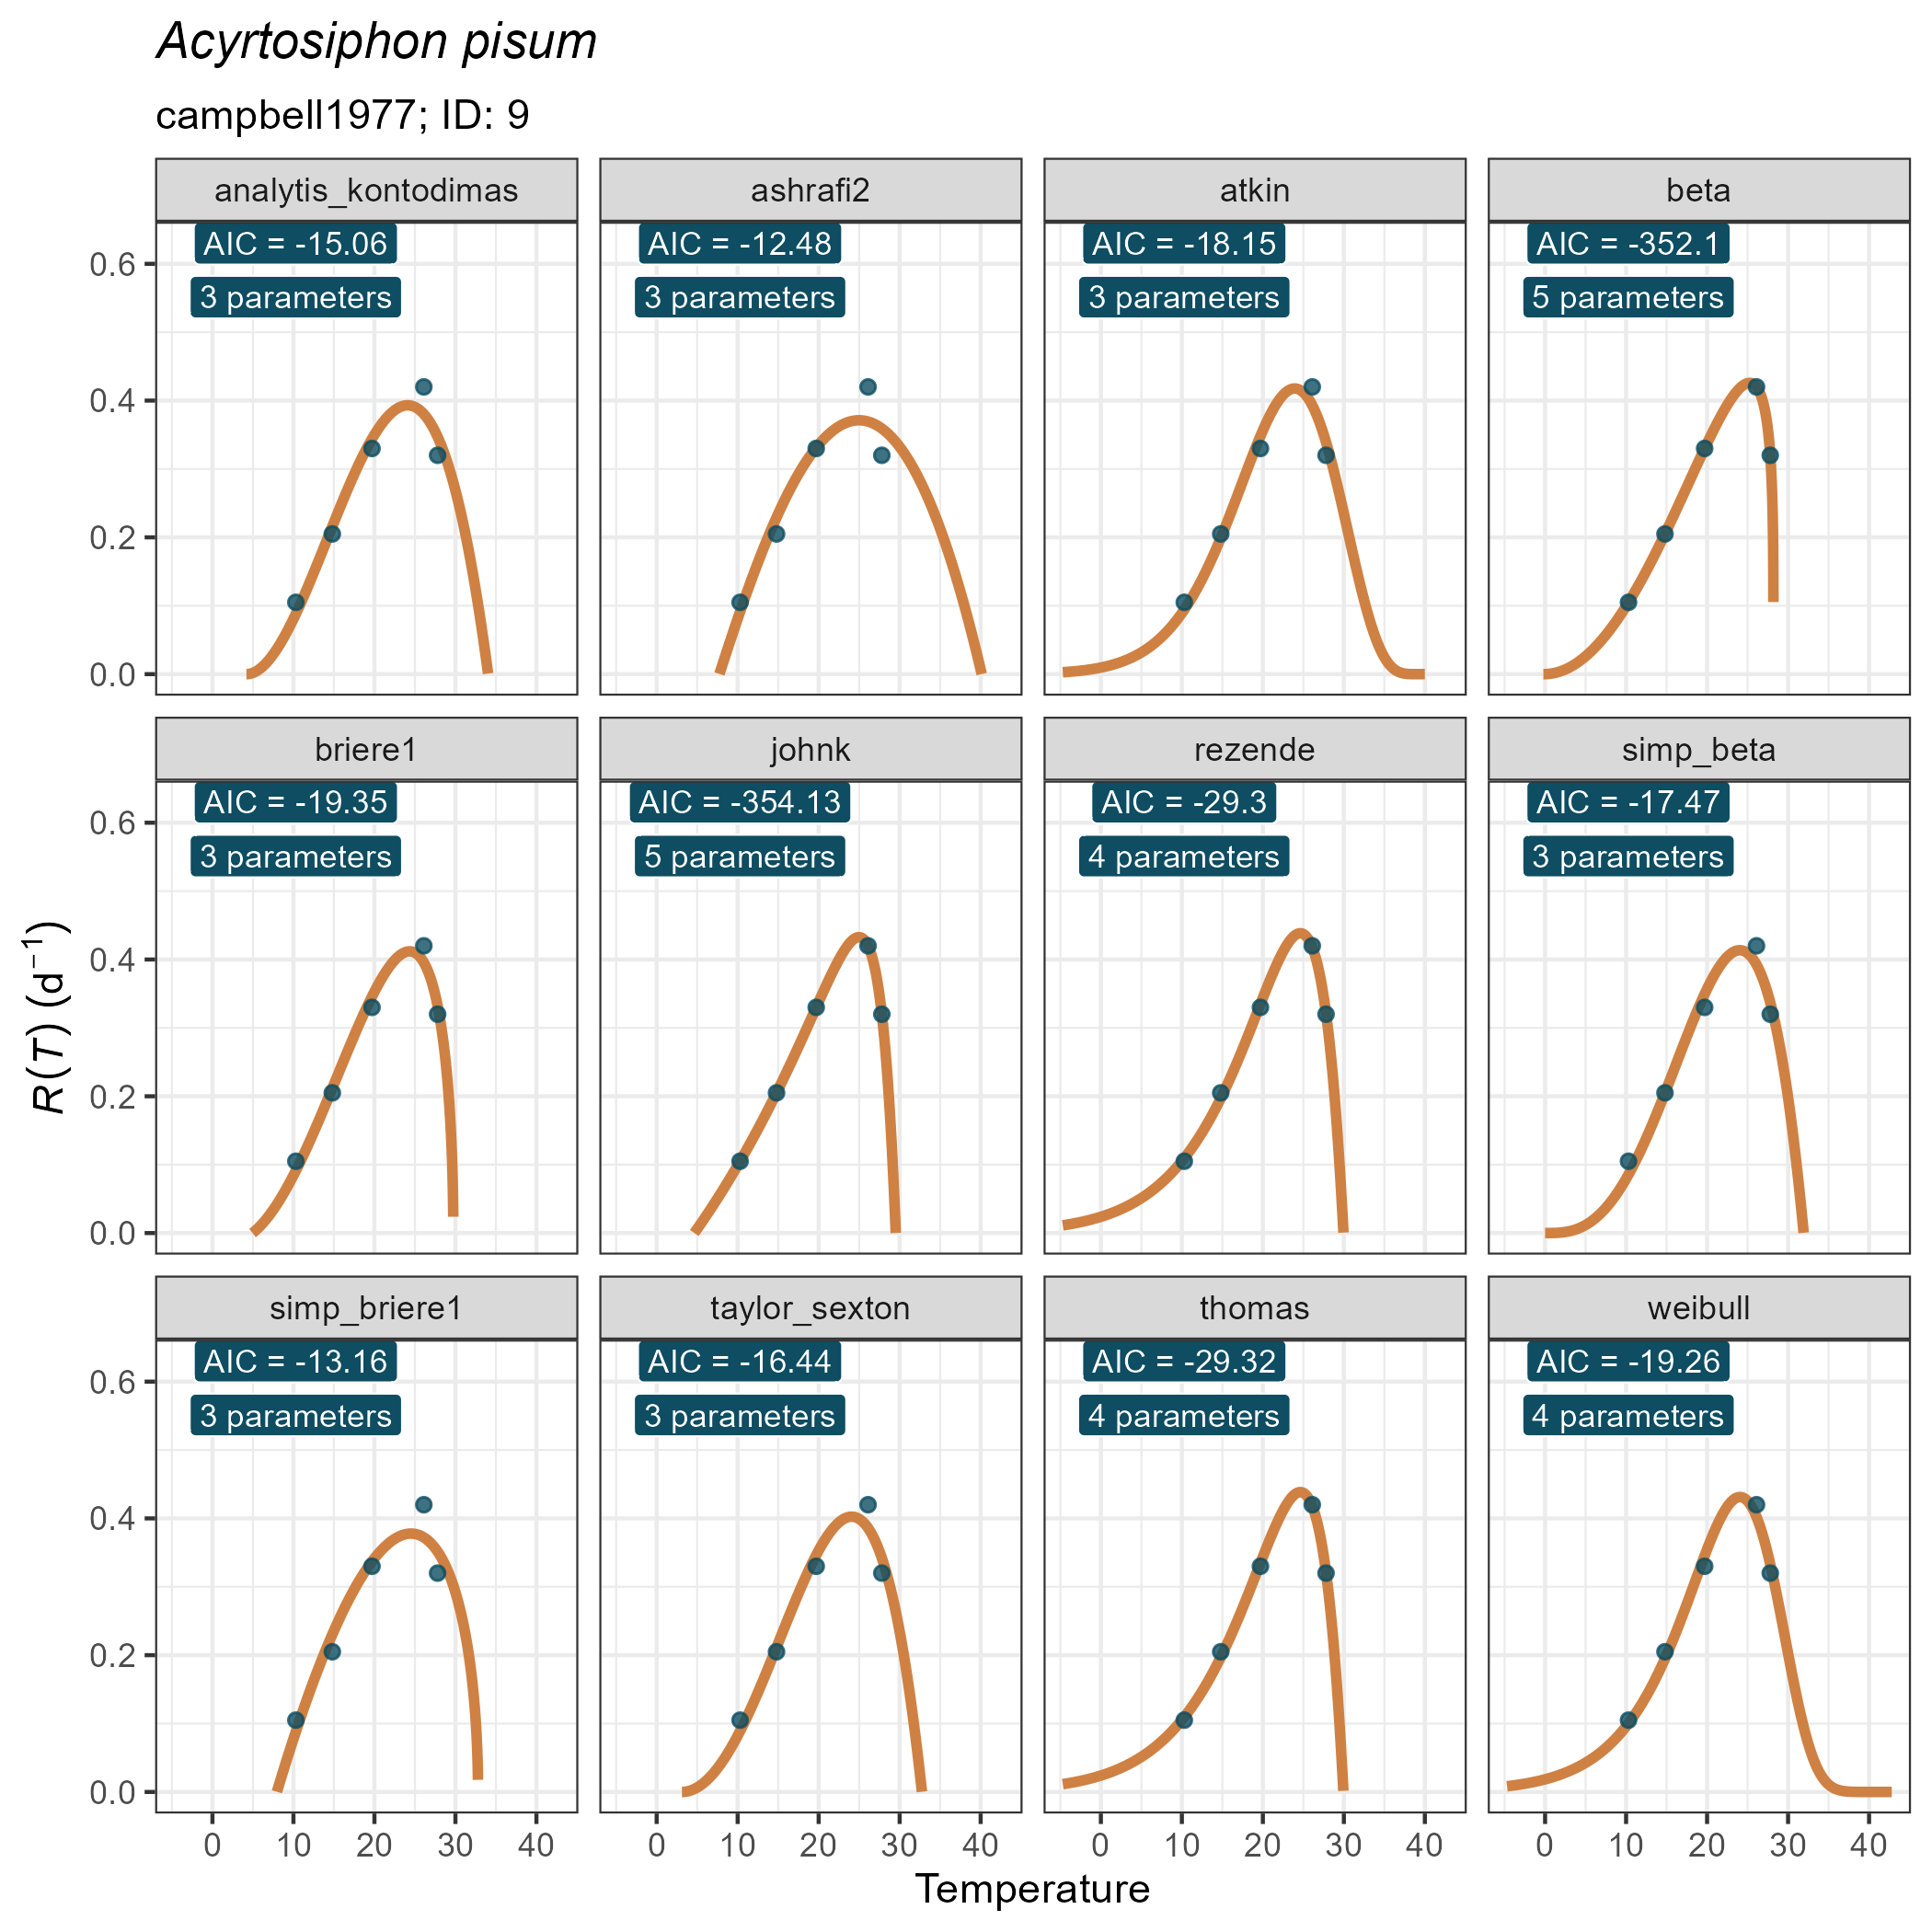 Acyrtosiphon pisum
campbell1977; ID: 9
analytis_kontodimas
ashrafi2
atkin
beta
AIC = -15.06
AIC = -12.48
AIC = -18.15
AIC = -352.1
3 parameters
3 parameters
3 parameters
5 parameters
0.6
0.4
0.2
0.0
briere1
johnk
rezende
simp_beta
AIC = -19.35
AIC = -354.13
AIC = -29.3
AIC = -17.47
3 parameters
5 parameters
4 parameters
3 parameters
0.6
0.4
0.2
0.0
R(T) (d⁻¹)
simp_briere1
taylor_sexton
thomas
weibull
AIC = -13.16
AIC = -16.44
AIC = -29.32
AIC = -19.26
3 parameters
3 parameters
4 parameters
4 parameters
0.6
0.4
0.2
0.0
0 10 20 30 40
0 10 20 30 40
0 10 20 30 40
0 10 20 30 40
Temperature